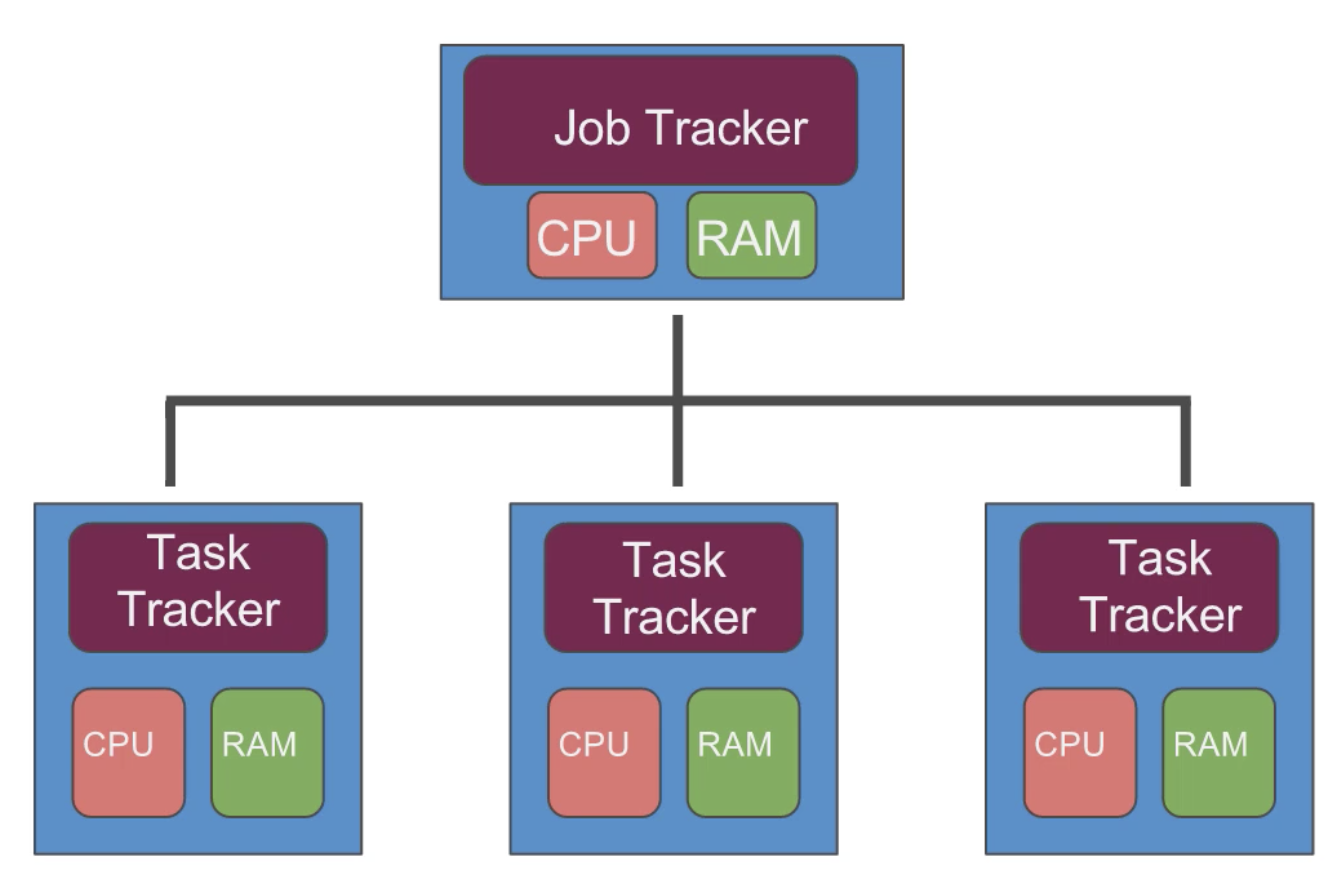 Job Tracker
CPU
RAM
Task
Tracker
CPU
RAM
Task
Tracker
CPU
RAM
Task
Tracker
CPU
RAM